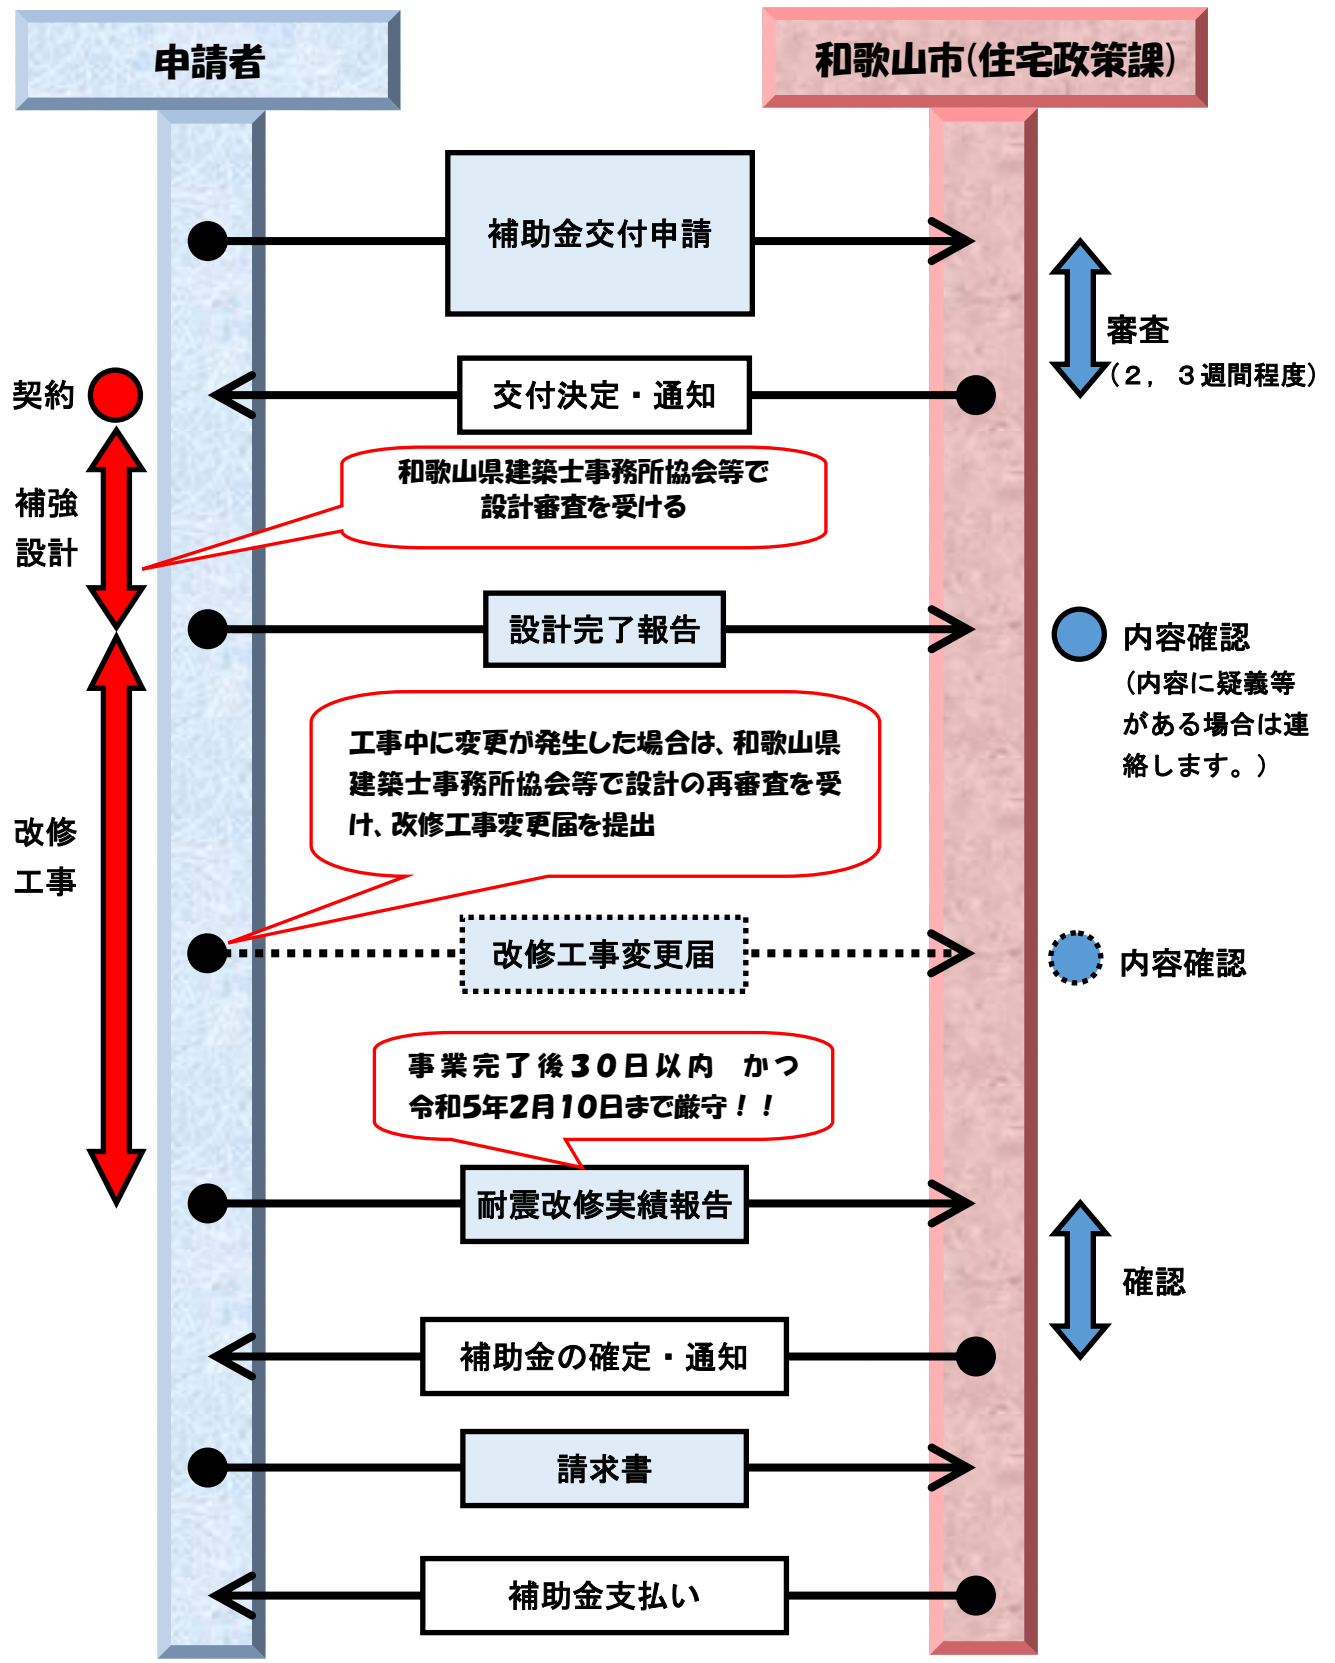 申請者
和歌山市(住宅政策課)
補助金交付申請
審査
(2, 3週間程度)
交付決定・通知
契約
和歌山県建築士事務所協会等で
設計審査を受ける
補強
設計
設計完了報告
内容確認
(内容に疑義等
がある場合は連
絡します。)
工事中に変更が発生した場合は、和歌山県
建築士事務所協会等で設計の再審査を受
け、改修工事変更届を提出
改修
工事
改修工事変更届
内容確認
事業完了後30日以内 かつ
令和5年2月10日まで厳守!!
耐震改修実績報告
確認
補助金の確定・通知
請求書
補助金支払い